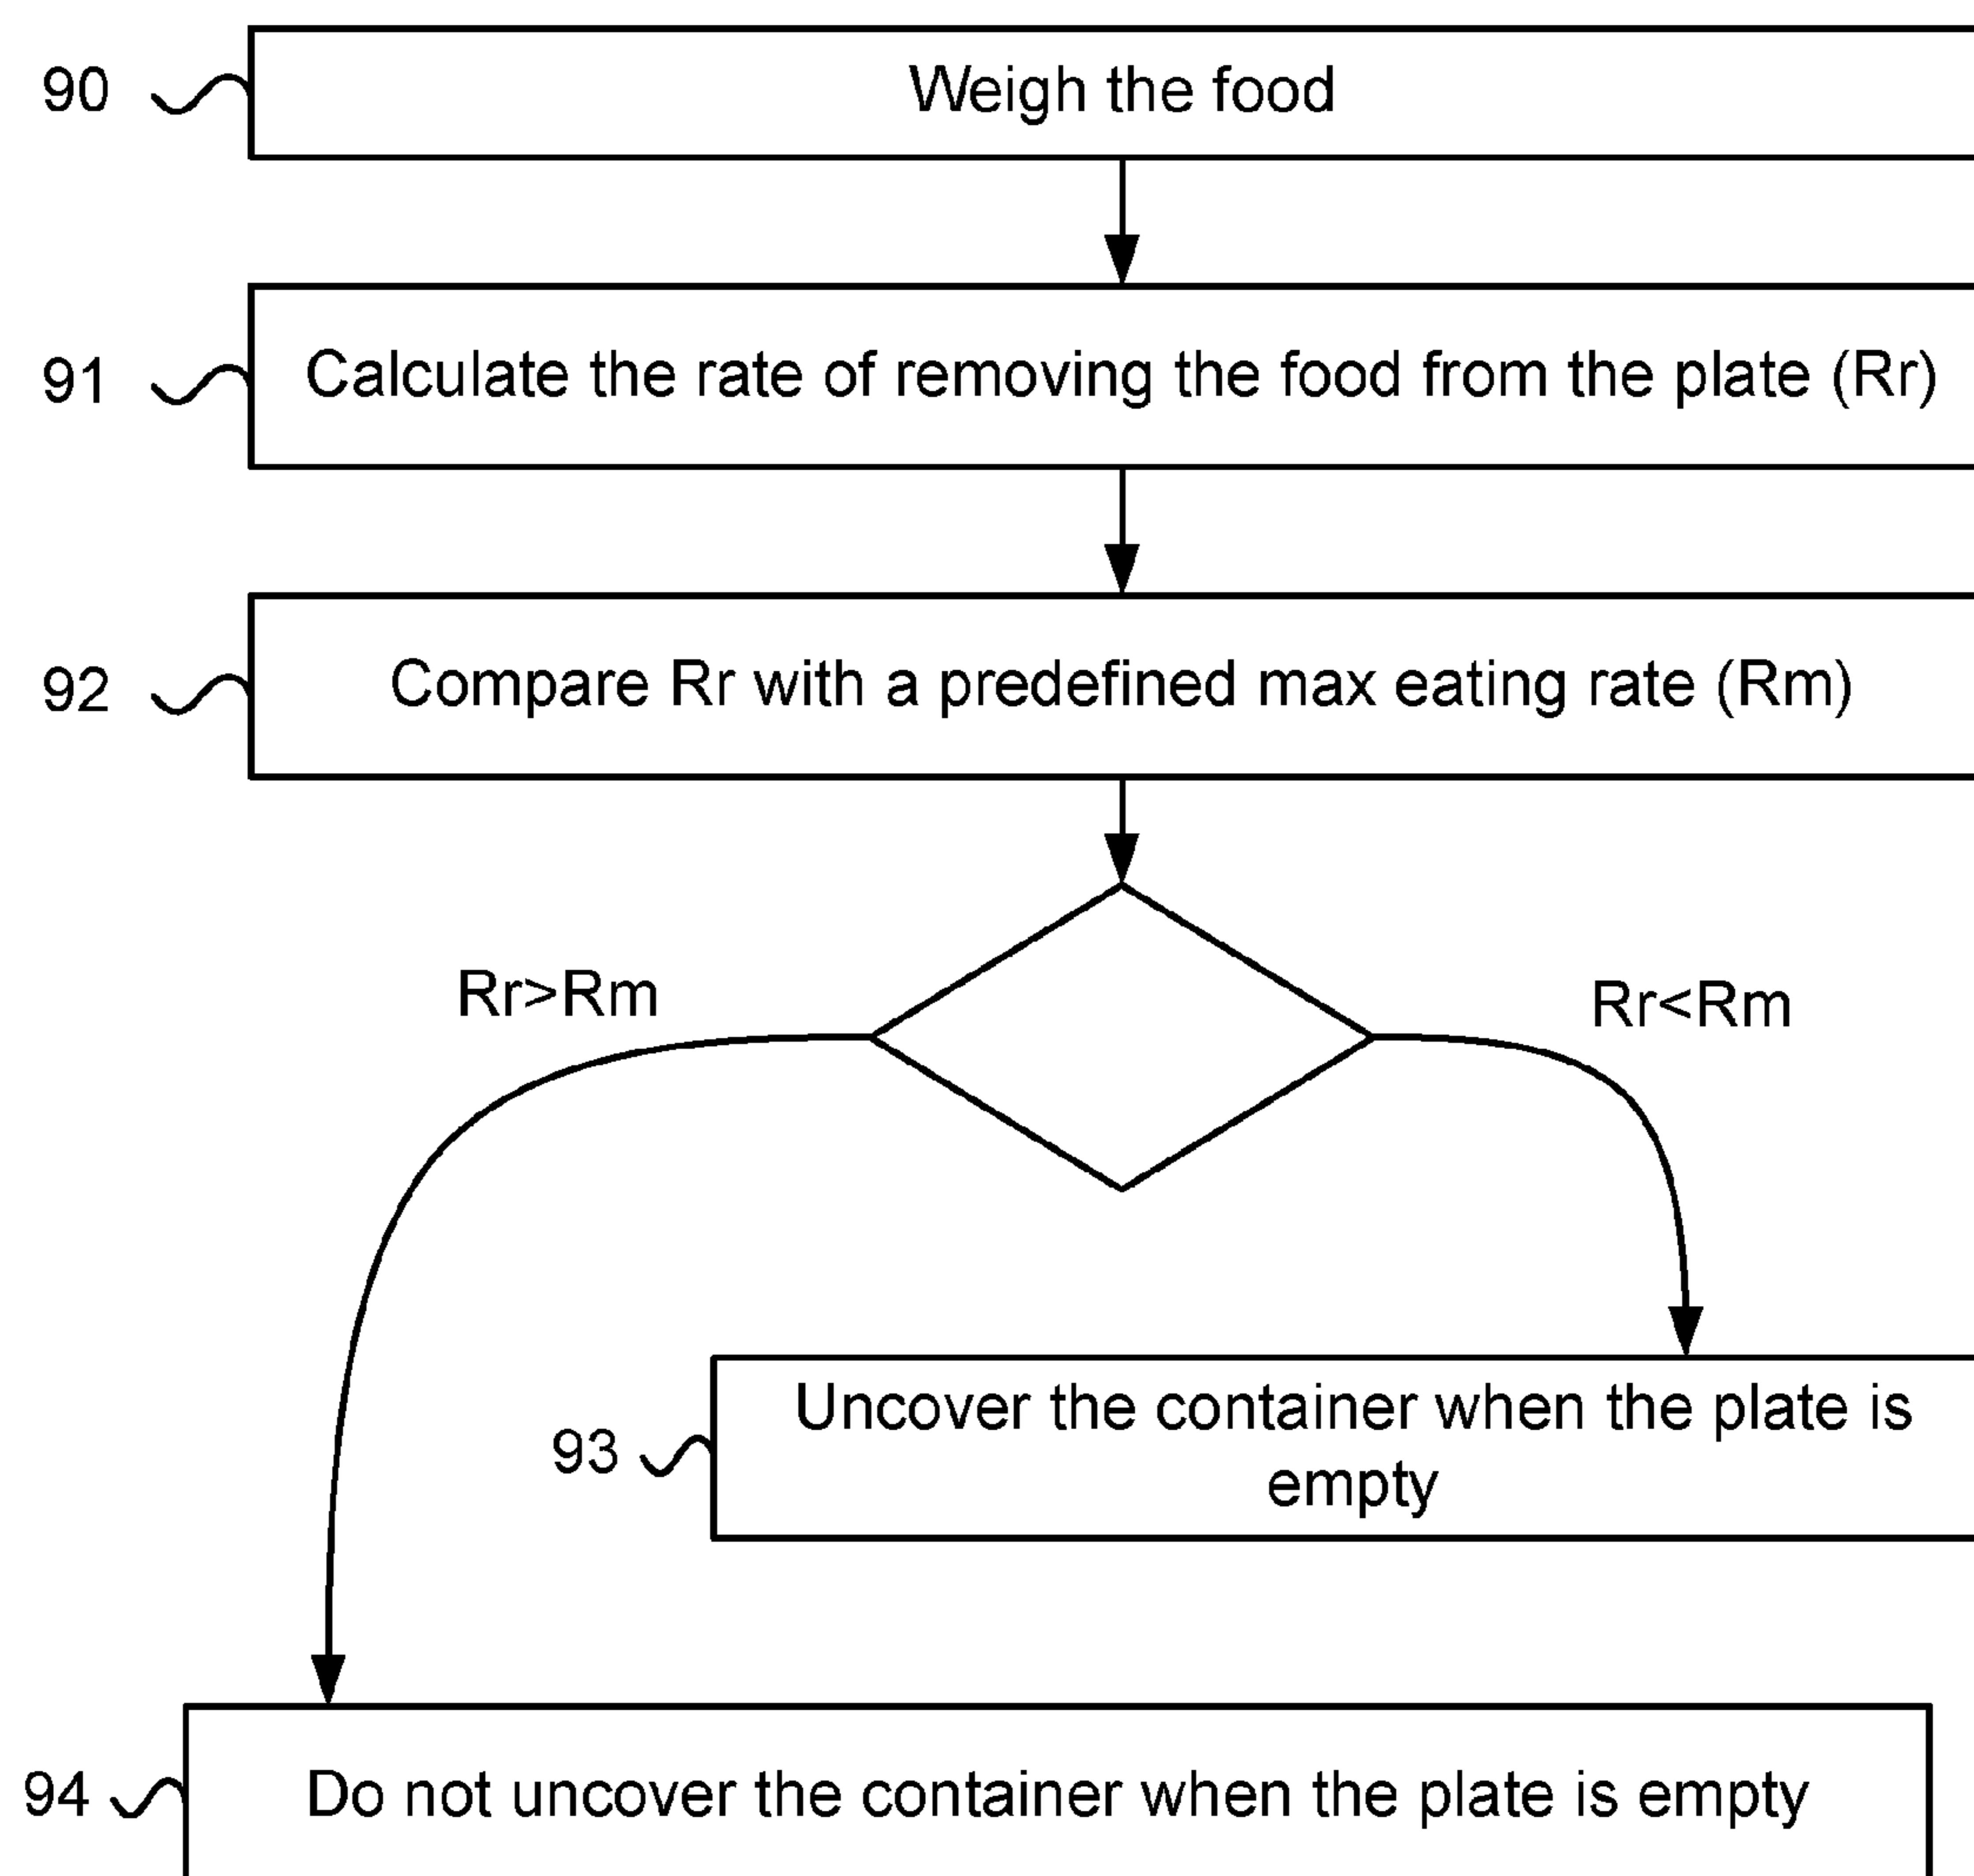 90
Weigh the food
91
Calculate the rate of removing the food from the plate (Rr)
92
Compare Rr with a predefined max eating rate (Rm)
Rr>Rm
Rr<Rm
93
Uncover the container when the plate is
empty
94
Do not uncover the container when the plate is empty